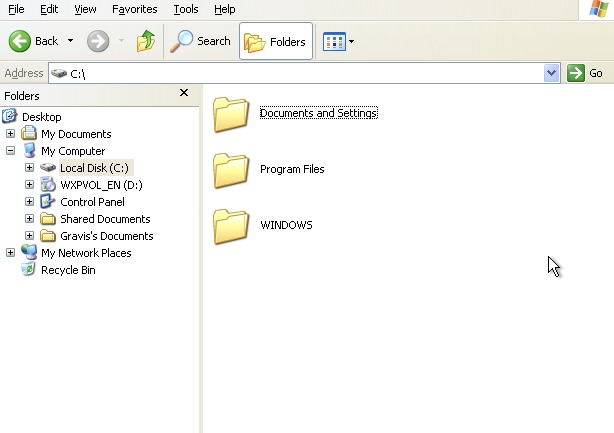 File Edit View Favorites Tools Help
Back Search Folders
Address C:\ Go
Folders
Desktop
My Documents
My Computer
Local Disk (C:)
WXPVOL_EN (D:)
Control Panel
Shared Documents
Gravis's Documents
My Network Places
Recycle Bin
Documents and Settings
Program Files
WINDOWS